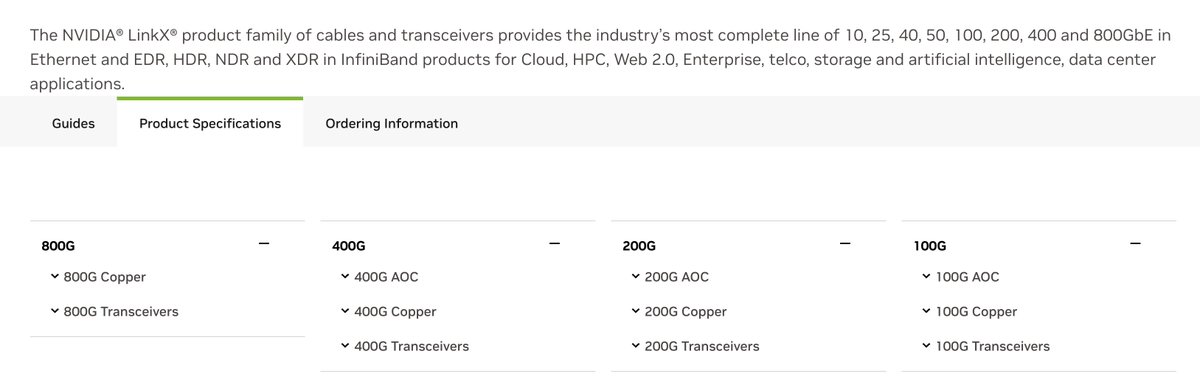 The NVIDIA® LinkX® product family of cables and transceivers provides the industry’s most complete line of 10, 25, 40, 50, 100, 200, 400 and 800GbE in
Ethernet and EDR, HDR, NDR and XDR in InfiniBand products for Cloud, HPC, Web 2.0, Enterprise, telco, storage and artificial intelligence, data center
applications.
Guides Product Specifications Ordering Information
800G 400G 200G 100G
800G Copper 400G AOC 200G AOC 100G AOC
800G Transceivers 400G Copper 200G Copper 100G Copper
400G Transceivers 200G Transceivers 100G Transceivers